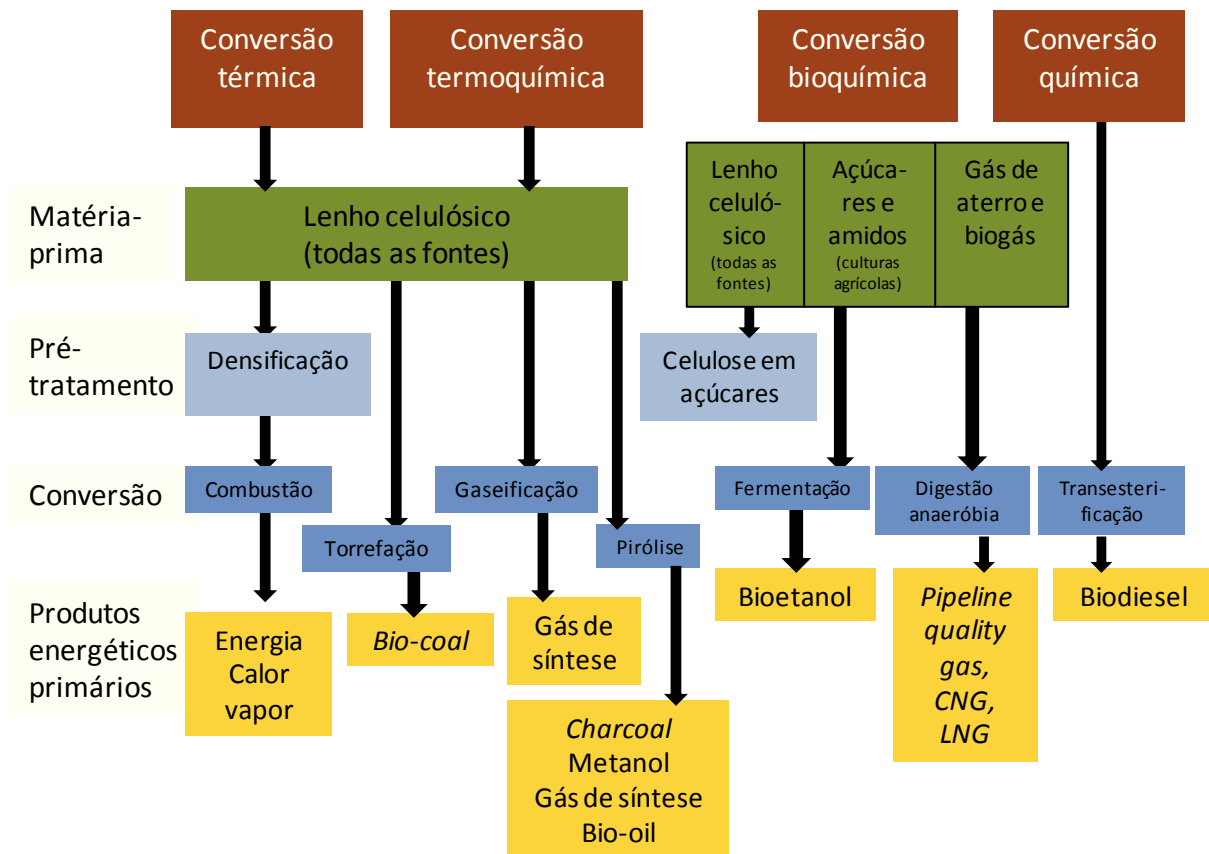 Conversão
térmica
Conversão
termoquímica
Conversão
bioquímica
Conversão
química
Matéria-
prima
Lenho celulósico
(todas as fontes)
Lenho
celuló-
sico
(todas as
fontes)
Açúca-
res e
amidos
(culturas
agrícolas)
Gás de
aterro e
biogás
Pré-
tratamento
Densificação
Celulose em
açúcares
Conversão
Combustão
Torrefação
Gaseificação
Pirólise
Fermentação
Digestão
anaeróbia
Transesteri-
ficação
Produtos
energéticos
primários
Energia
Calor
vapor
Bio-coal
Gás de
síntese
Charcoal
Metanol
Gás de síntese
Bio-oil
Bioetanol
Pipeline
quality
gas,
CNG,
LNG
Biodiesel